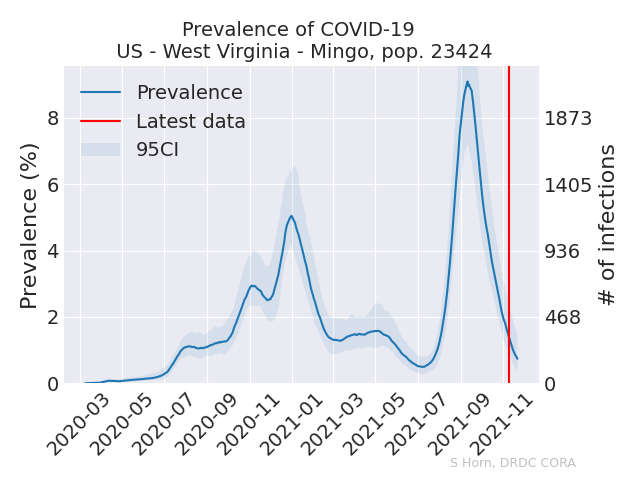 Prevalence of COVID-19
US - West Virginia - Mingo, pop. 23424
Prevalence
Latest data
95CI
Prevalence (%)
8
6
4
2
0
# of infections
1873
1405
936
468
0
2020-03
2020-05
2020-07
2020-09
2020-11
2021-01
2021-03
2021-05
2021-07
2021-09
2021-11
S Horn, DRDC CORA